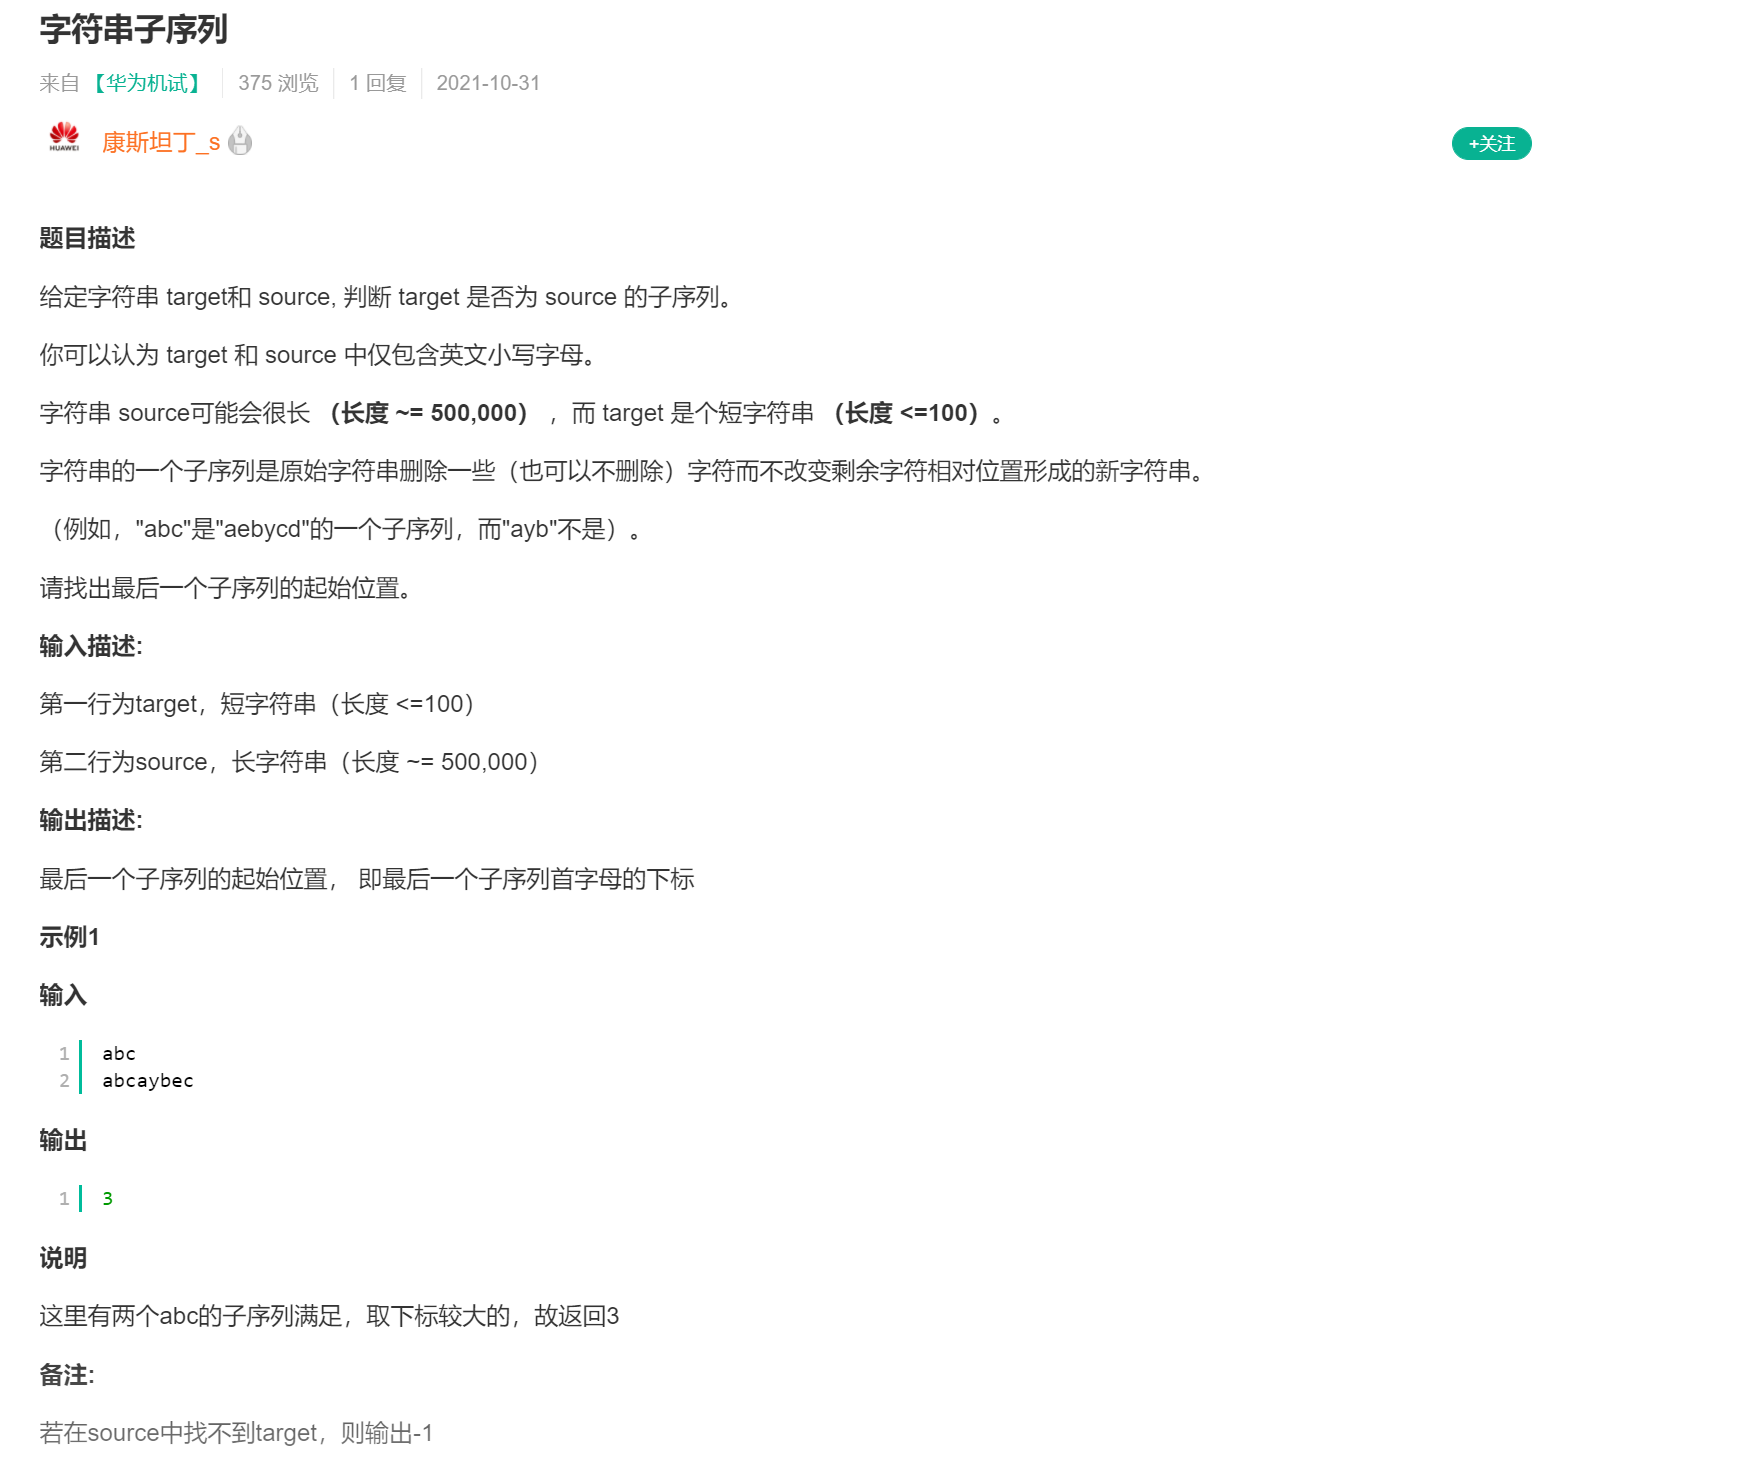 字符串子序列
来自 【华为机试】 375 浏览 1 回复 2021-10-31
HUAWEI 康斯坦丁_s +关注
题目描述
给定字符串 target和 source, 判断 target 是否为 source 的子序列。
你可以认为 target 和 source 中仅包含英文小写字母。
字符串 source可能会很长 （长度 ~= 500,000） ，而 target 是个短字符串 （长度 <=100）。
字符串的一个子序列是原始字符串删除一些（也可以不删除）字符而不改变剩余字符相对位置形成的新字符串。
（例如，"abc"是"aebycd"的一个子序列，而"ayb"不是）。
请找出最后一个子序列的起始位置。
输入描述:
第一行为target，短字符串（长度 <=100）
第二行为source，长字符串（长度 ~= 500,000）
输出描述:
最后一个子序列的起始位置， 即最后一个子序列首字母的下标
示例1
输入
1 abc
2 abcaybec
输出
1 3
说明
这里有两个abc的子序列满足，取下标较大的，故返回3
备注:
若在source中找不到target，则输出-1